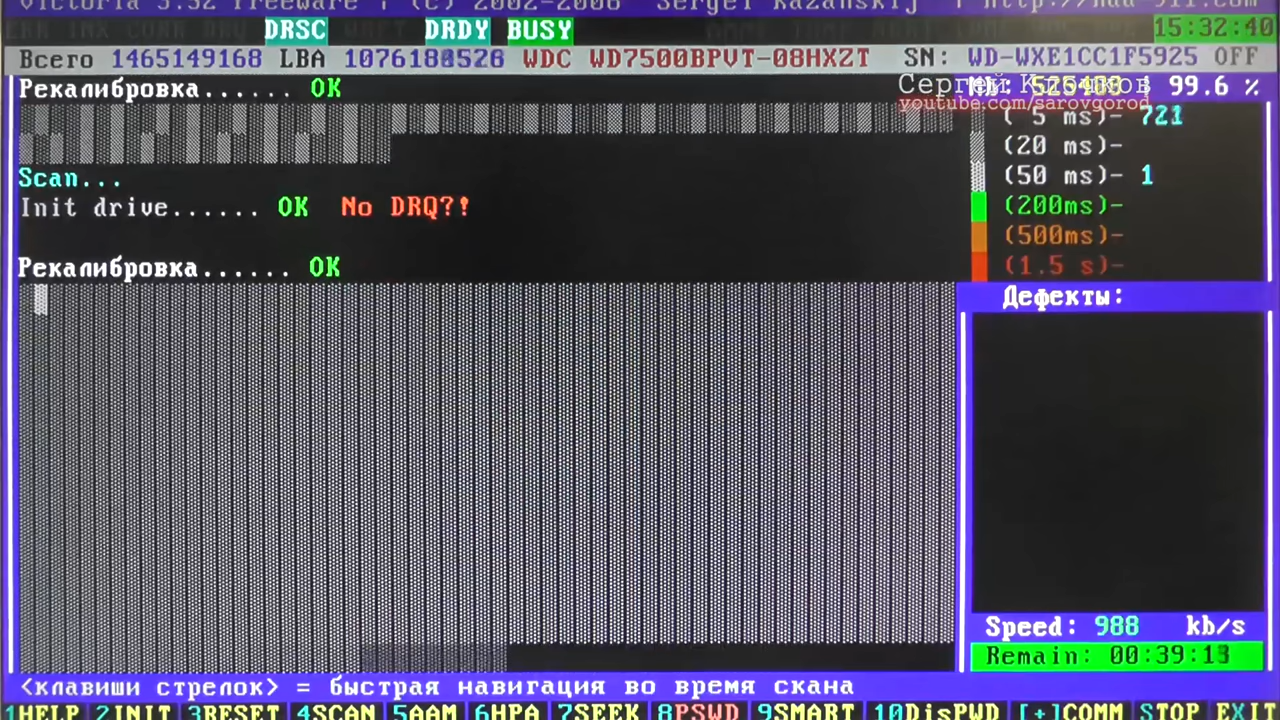 Victoria 3.52 Freeware (c) 2002-2006 Sergei Kazanskij
DRSC DRDY BUSY 15:32:40
Всего 1465149168 LBA WDC WD7500BPVT-08HXZT SN: WD-WXE1CC1F5925 OFF
Рекалибровка...... OK 99.6 %
Сергей Клочков
youtube.com/sarovgorod
( 5 ms)- 721
(20 ms)-
Scan... (50 ms)- 1
Init drive...... OK No DRQ?! (200ms)-
(500ms)-
Рекалибровка...... OK (1.5 s)-
Дефекты:
Speed: 988 kb/s
Remain: 00:39:13
<клавиши стрелок> = быстрая навигация во время скана
1HELP 2INIT 3RESET 4SCAN 5AAM 6HPA 7SEEK 8PSWD 9SMART 10DisPWD [+]COMM STOP EXIT